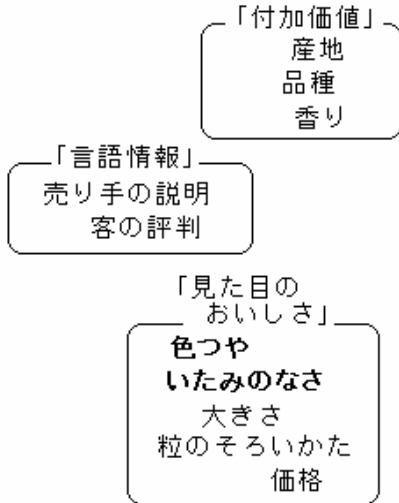 「付加価値」
産地
品種
香り
「言語情報」
売り手の説明
客の評判
「見た目の
おいしさ」
色つや
いたみのなさ
大きさ
粒のそろいかた
価格